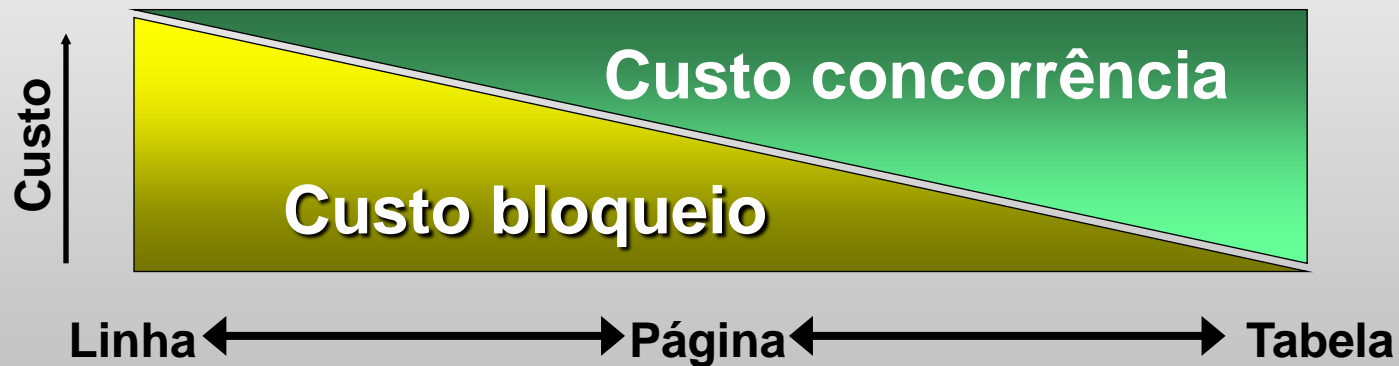 Custo
Custo concorrência
Custo bloqueio
Linha Página Tabela